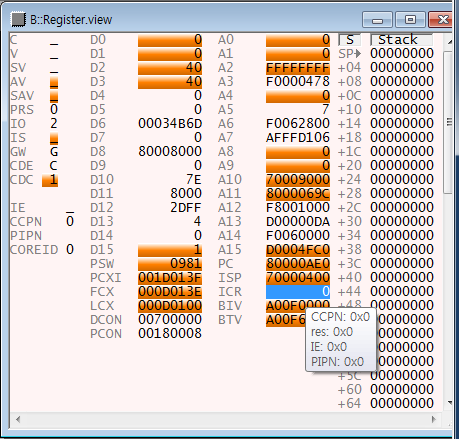 B::Register.view
C _ D0 0 A0 0 S Stack
V _ D1 0 A1 0 SP 00000000
SV _ D2 40 A2 FFFFFFFF +04 00000000
AV _ D3 40 A3 F0000478 +08 00000000
SAV _ D4 0 A4 0 +0C 00000000
PRS 0 D5 0 A5 7 +10 00000000
IO 2 D6 00034B6D A6 F0062800 +14 00000000
IS _ D7 0 A7 AFFFD106 +18 00000000
GW G D8 80008000 A8 0 +1C 00000000
CDE C D9 0 A9 0 +20 00000000
CDC 1 D10 7E A10 70009000 +24 00000000
D11 8000 A11 8000069C +28 00000000
IE _ D12 2DFF A12 F8001000 +2C 00000000
CCPN 0 D13 4 A13 D00000DA +30 00000000
PIPN 0 D14 0 A14 F0060000 +34 00000000
COREID 0 D15 1 A15 D0004FC0 +38 00000000
PSW 0981 PC 80000AE0 +3C 00000000
PCXI 001D013F ISP 70000400 +40 00000000
FCX 000D013E ICR 0 +44 00000000
LCX 000D0100 BIV A00F0000 +48 00000000
DCON 00700000 BTV A00F6 00000000
PCON 00180008 00000000
CCPN: 0x0
res: 0x0
IE: 0x0
PIPN: 0x0
00000000
00000000
+5C 00000000
+60 00000000
+64 00000000